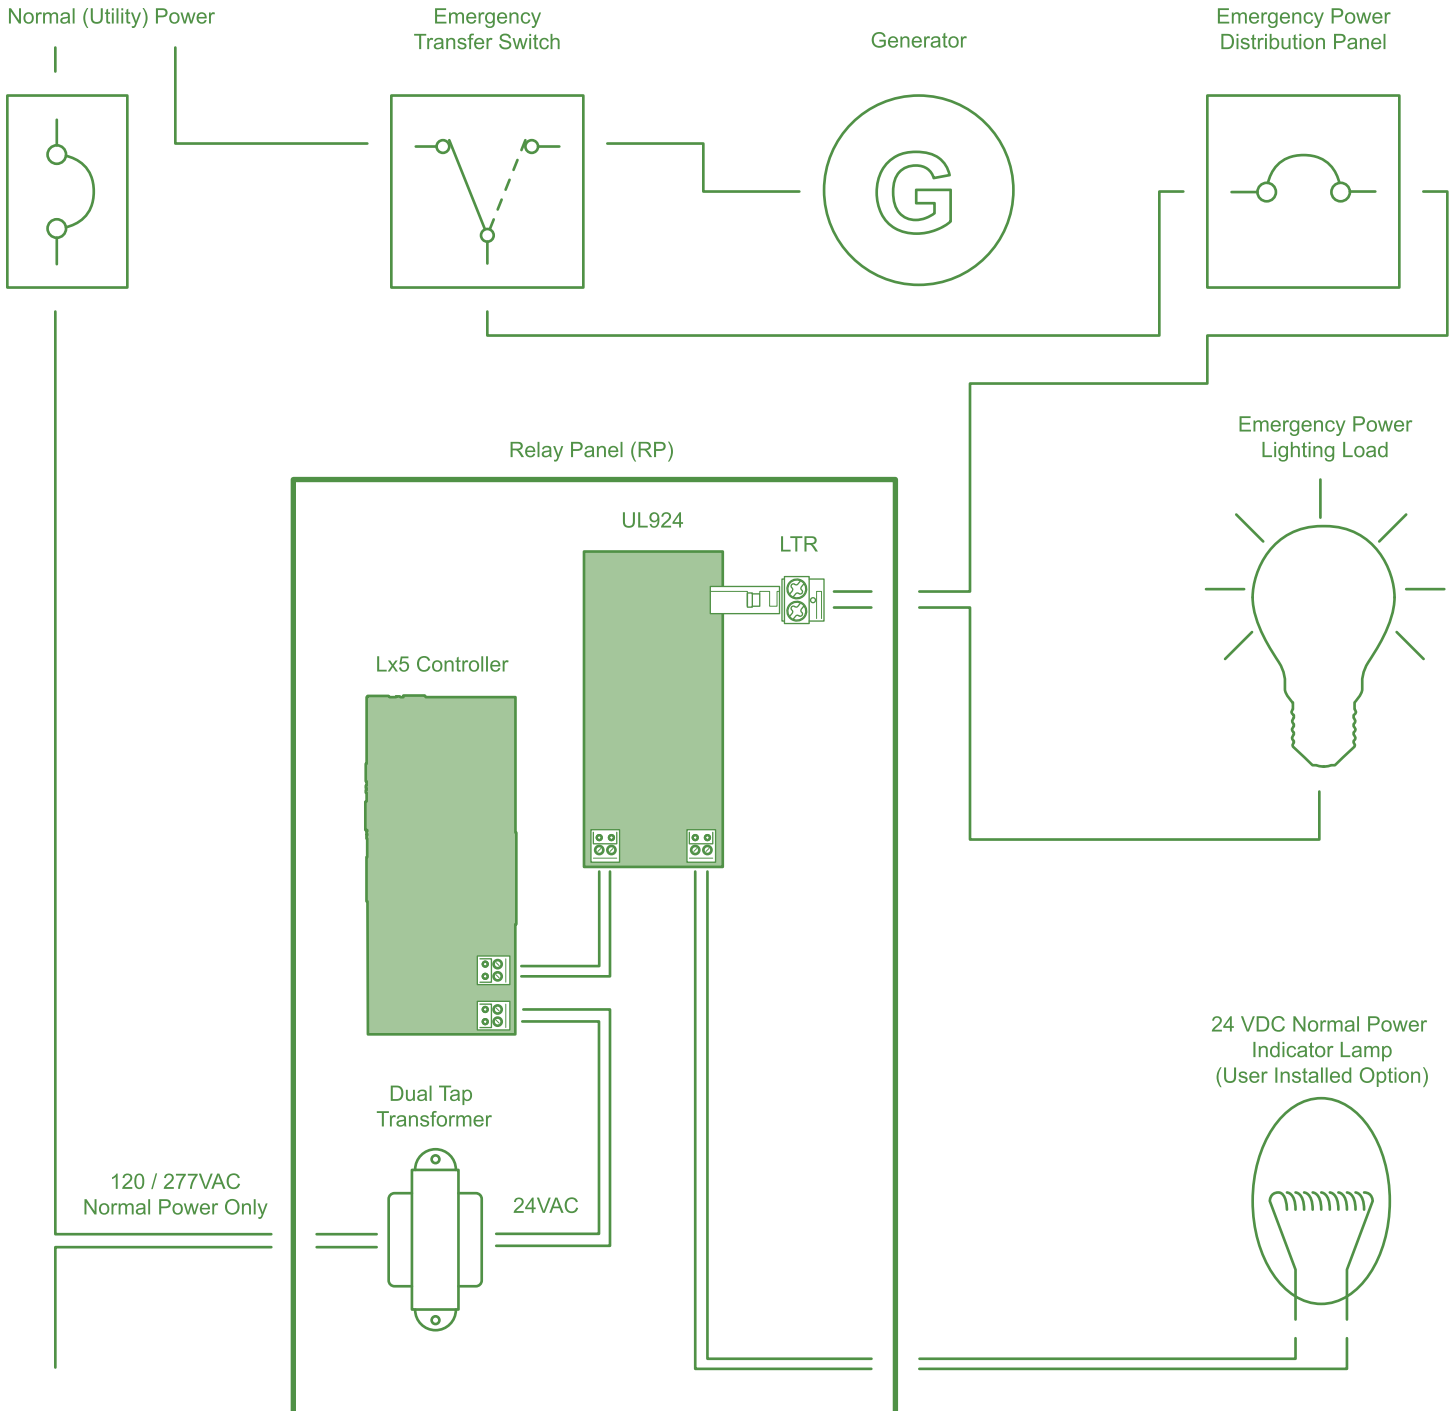 Normal (Utility) Power
Emergency
Transfer Switch
Generator
Emergency Power
Distribution Panel
G
Emergency Power
Lighting Load
Relay Panel (RP)
UL924
LTR
Lx5 Controller
24 VDC Normal Power
Indicator Lamp
(User Installed Option)
Dual Tap
Transformer
120 / 277VAC
Normal Power Only
24VAC